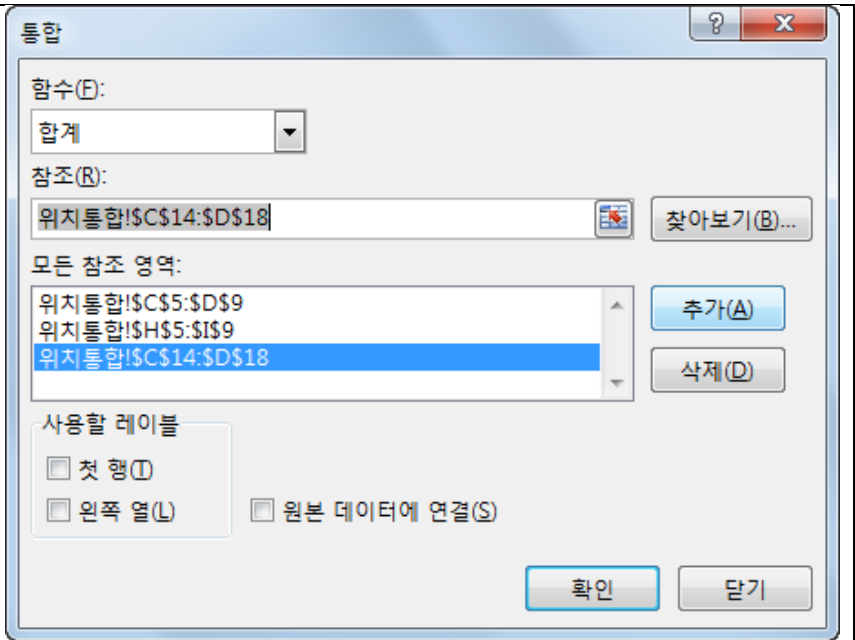 통합
함수(F):
합계
참조(R):
위치통합!$C$14:$D$18
찾아보기(B)...
모든 참조 영역:
위치통합!$C$5:$D$9
위치통합!$H$5:$I$9
위치통합!$C$14:$D$18
추가(A)
삭제(D)
사용할 레이블
첫 행(T)
왼쪽 열(L)
원본 데이터에 연결(S)
확인
닫기